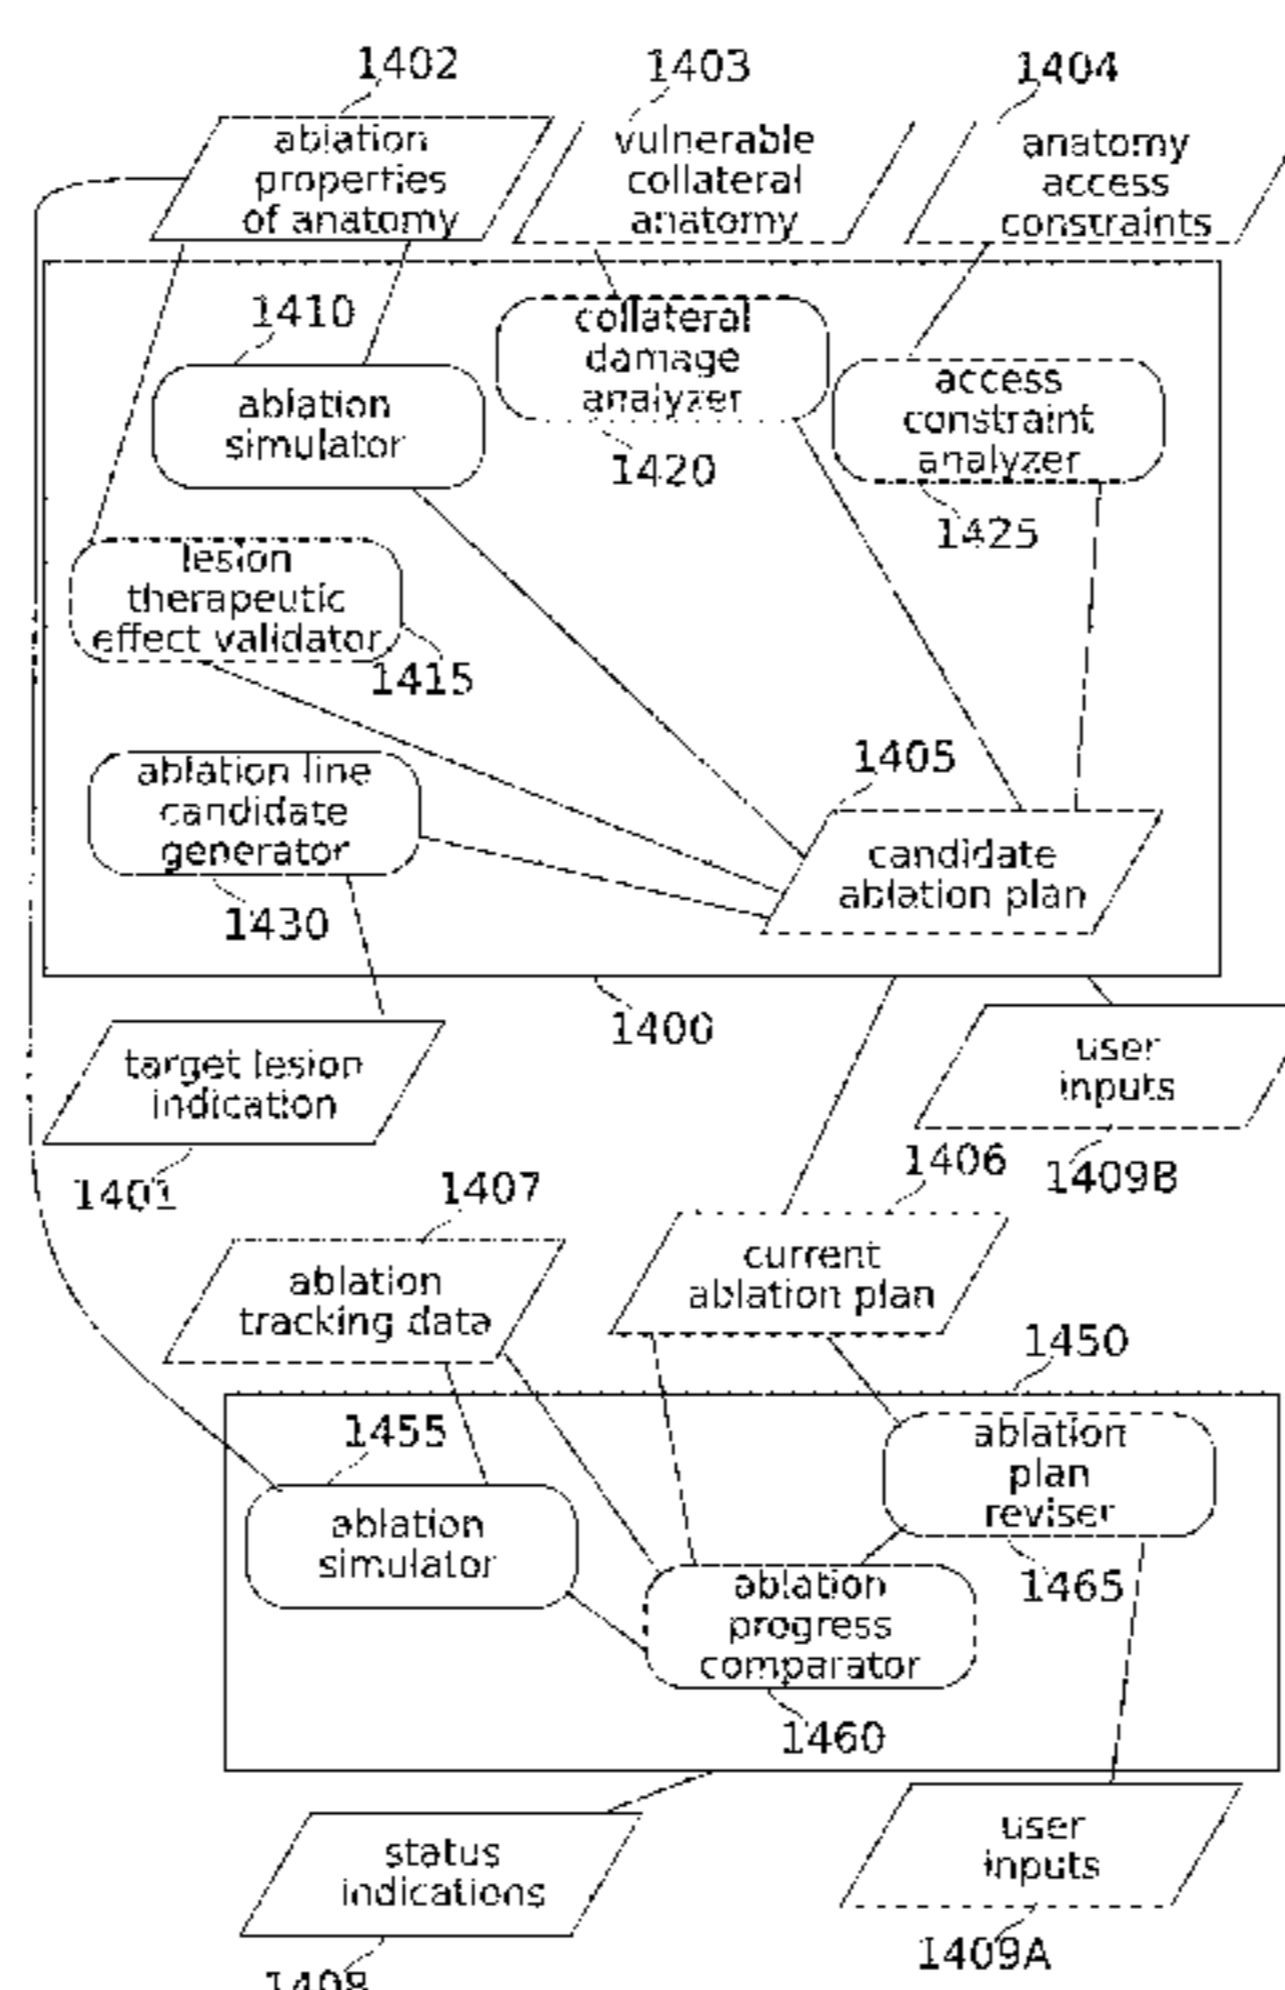 1402
1403
1404
ablation
properties
of anatomy
vulnerable
collateral
anatomy
anatomy
access
constraints
1410
ablation
simulator
collateral
damage
analyzer
1420
access
constraint
analyzer
1425
lesion
therapeutic
effect validator
1415
ablation line
candidate
generator
1430
1405
candidate
ablation plan
1400
target lesion
indication
1401
user
inputs
1409B
1407
ablation
tracking data
1406
current
ablation plan
1450
1455
ablation
simulator
ablation
plan
reviser
1465
ablation
progress
comparator
1460
status
indications
1408
user
inputs
1409A